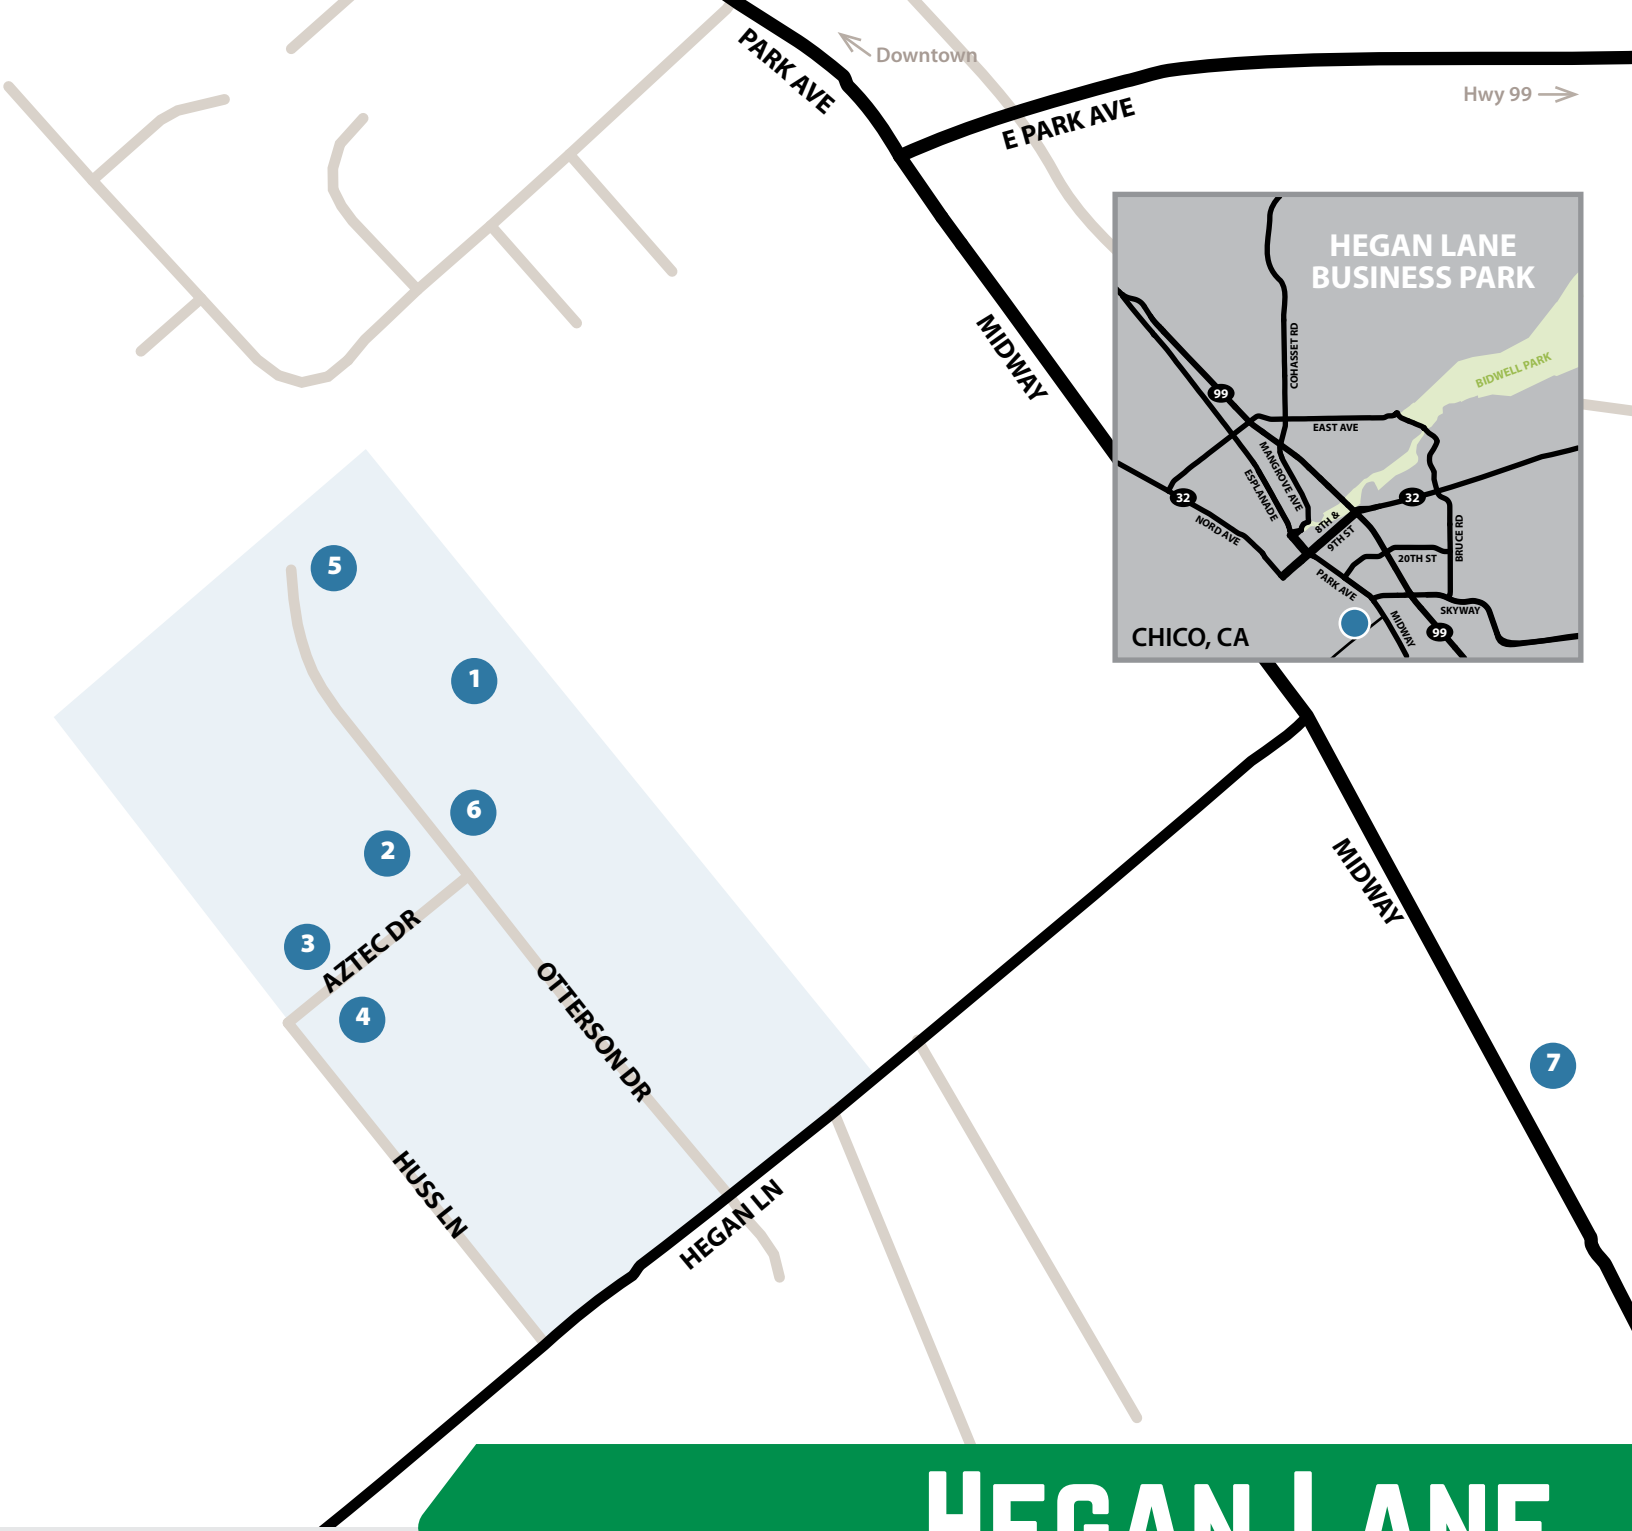 PARK AVE
Downtown
E PARK AVE
Hwy 99
MIDWAY
HEGAN LANE
BUSINESS PARK
COHASSET RD
BIDWELL PARK
99
EAST AVE
MANGROVE AVE
ESPLANADE
32
32
NORD AVE
8TH &
9TH ST
BRUCE RD
20TH ST
PARK AVE
SKYWAY
MIDWAY
99
CHICO, CA
5
1
6
2
MIDWAY
3
AZTEC DR
4
OTTERSON DR
7
HUSS LN
HEGAN LN
HEGAN LANE